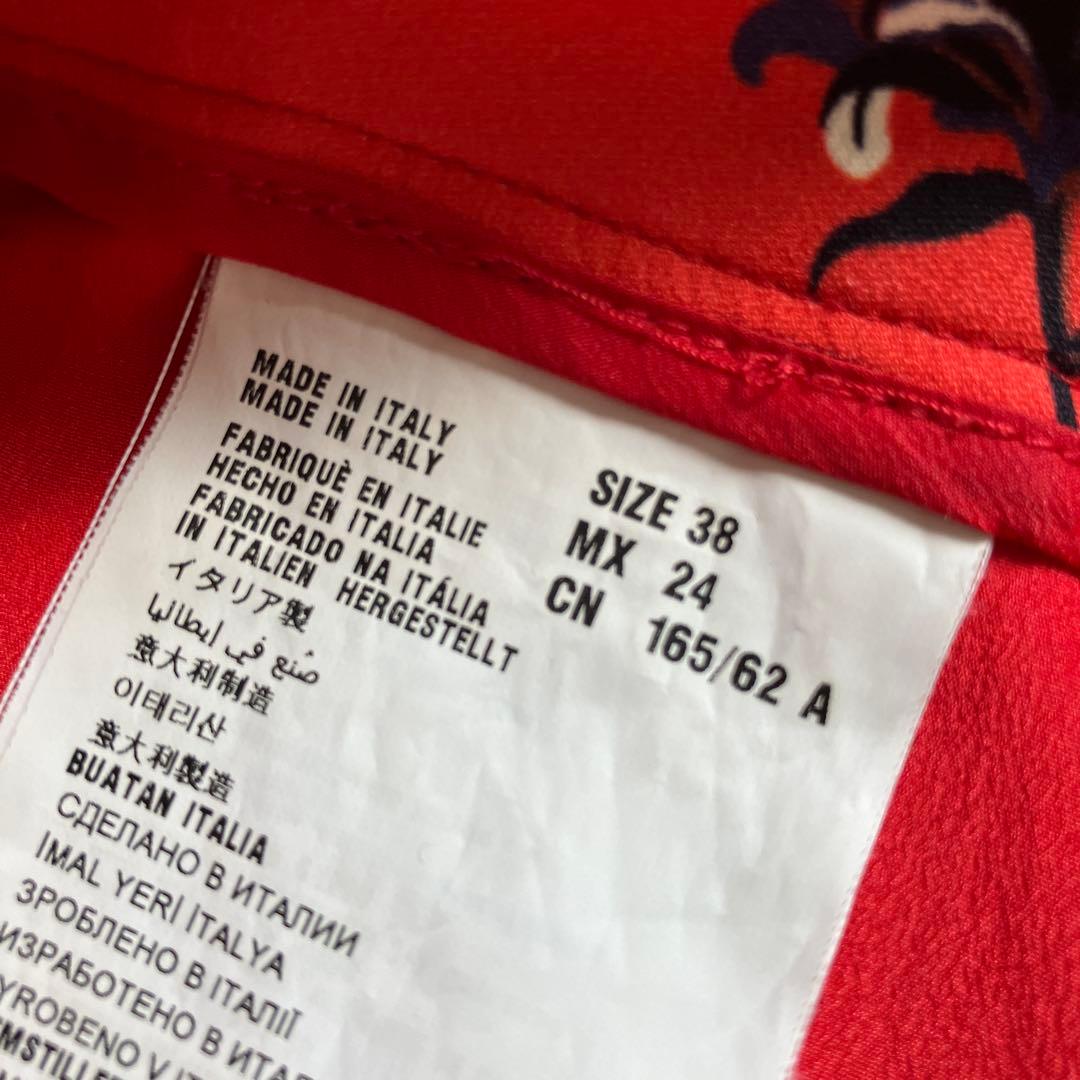 MADE IN ITALY
MADE IN ITALY
FABRIQUÈ EN ITALIE
HECHO EN ITALIA
FABRICADO NA ITÁLIA
IN ITALIEN HERGESTELLT
イタリア製
صُنع في ايطاليا
意大利制造
이태리산
意大利製造
BUATAN ITALIA
СДЕЛАНО В ИТАЛИИ
IMAL YERI ITALYA
ЗРОБЛЕНО В ІТАЛІЇ
ИЗРАБОТЕНО В
SIZE 38
MX 24
CN 165/62 A